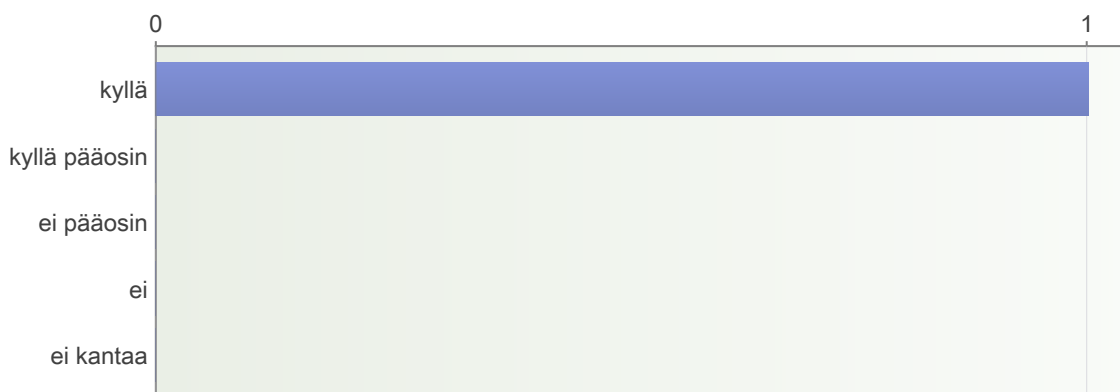 0 1
kyllä
kyllä pääosin
ei pääosin
ei
ei kantaa